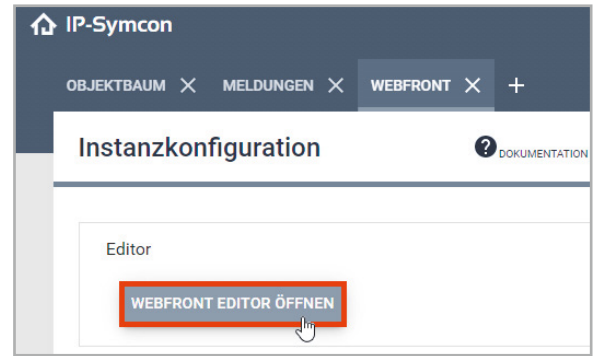 IP-Symcon
OBJEKTBAUM MELDUNGEN WEBFRONT
Instanzkonfiguration
DOKUMENTATION
Editor
WEBFRONT EDITOR ÖFFNEN